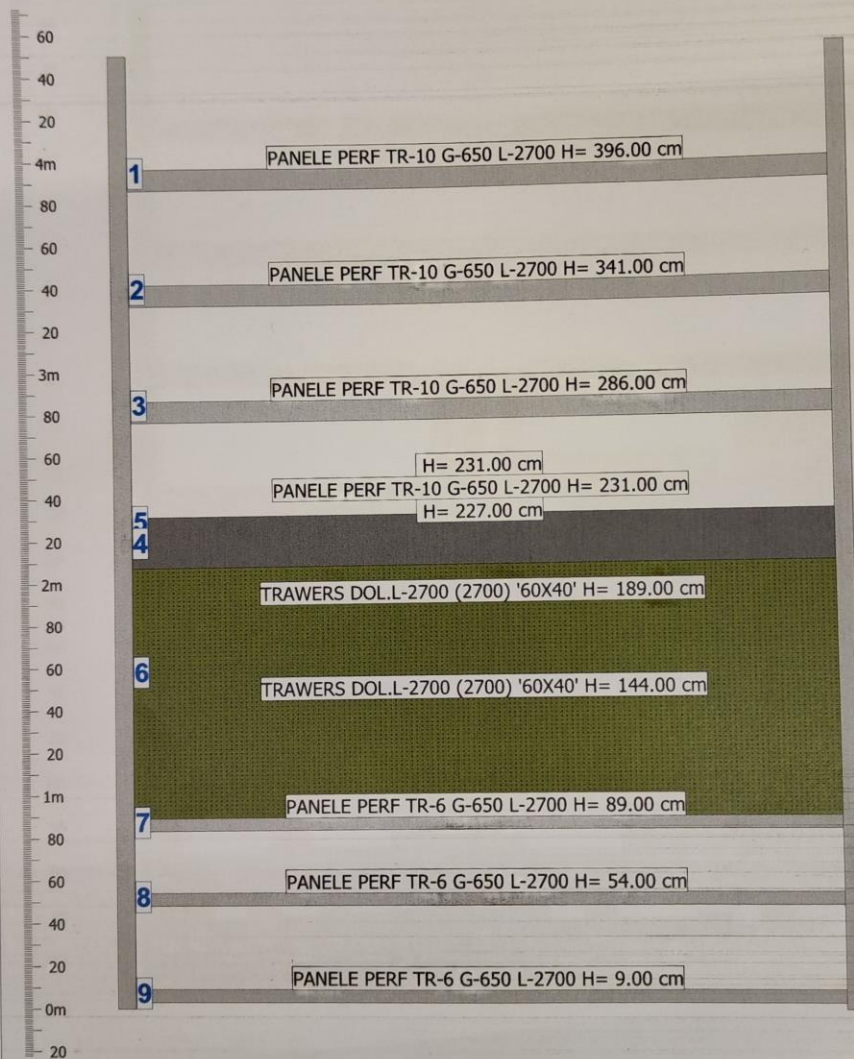 60
40
20
4m
80
60
40
20
3m
80
60
40
20
2m
80
60
40
20
1m
80
60
40
20
0m
20
1
PANELE PERF TR-10 G-650 L-2700 H= 396.00 cm
2
PANELE PERF TR-10 G-650 L-2700 H= 341.00 cm
3
PANELE PERF TR-10 G-650 L-2700 H= 286.00 cm
H= 231.00 cm
PANELE PERF TR-10 G-650 L-2700 H= 231.00 cm
H= 227.00 cm
5
4
TRAWERS DOL.L-2700 (2700) '60X40' H= 189.00 cm
6
TRAWERS DOL.L-2700 (2700) '60X40' H= 144.00 cm
PANELE PERF TR-6 G-650 L-2700 H= 89.00 cm
7
PANELE PERF TR-6 G-650 L-2700 H= 54.00 cm
8
PANELE PERF TR-6 G-650 L-2700 H= 9.00 cm
9